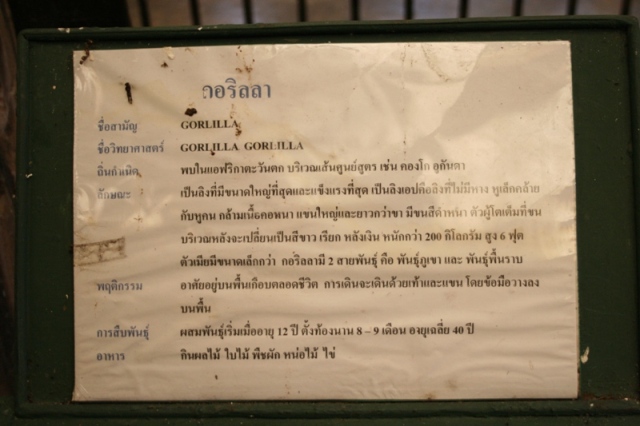 กอริลลา
ชื่อสามัญ GORLILLA
ชื่อวิทยาศาสตร์ GORLILLA GORLILLA
ถิ่นกำเนิด พบในแอฟริกาตะวันตก บริเวณเส้นศูนย์สูตร เช่น คองโก อูกันดา
ลักษณะ เป็นลิงที่มีขนาดใหญ่ที่สุดและแข็งแรงที่สุด เป็นลิงเอปคือลิงที่ไม่มีหาง หูเล็กคล้าย
กับหูคน กล้ามเนื้อคอหนา แขนใหญ่และยาวกว่าขา มีขนสีดำหนา ตัวผู้โตเต็มที่ขน
บริเวณหลังจะเปลี่ยนเป็นสีขาว เรียก หลังเงิน หนักกว่า 200 กิโลกรัม สูง 6 ฟุต
ตัวเมียมีขนาดเล็กกว่า กอริลลามี 2 สายพันธุ์ คือ พันธุ์ภูเขา และ พันธุ์พื้นราบ
พฤติกรรม อาศัยอยู่บนพื้นเกือบตลอดชีวิต การเดินจะเดินด้วยเท้าและแขน โดยข้อมือวางลง
บนพื้น
การสืบพันธุ์ ผสมพันธุ์เริ่มเมื่ออายุ 12 ปี ตั้งท้องนาน 8 – 9 เดือน อายุเฉลี่ย 40 ปี
อาหาร กินผลไม้ ใบไม้ พืชผัก หน่อไม้ ไข่